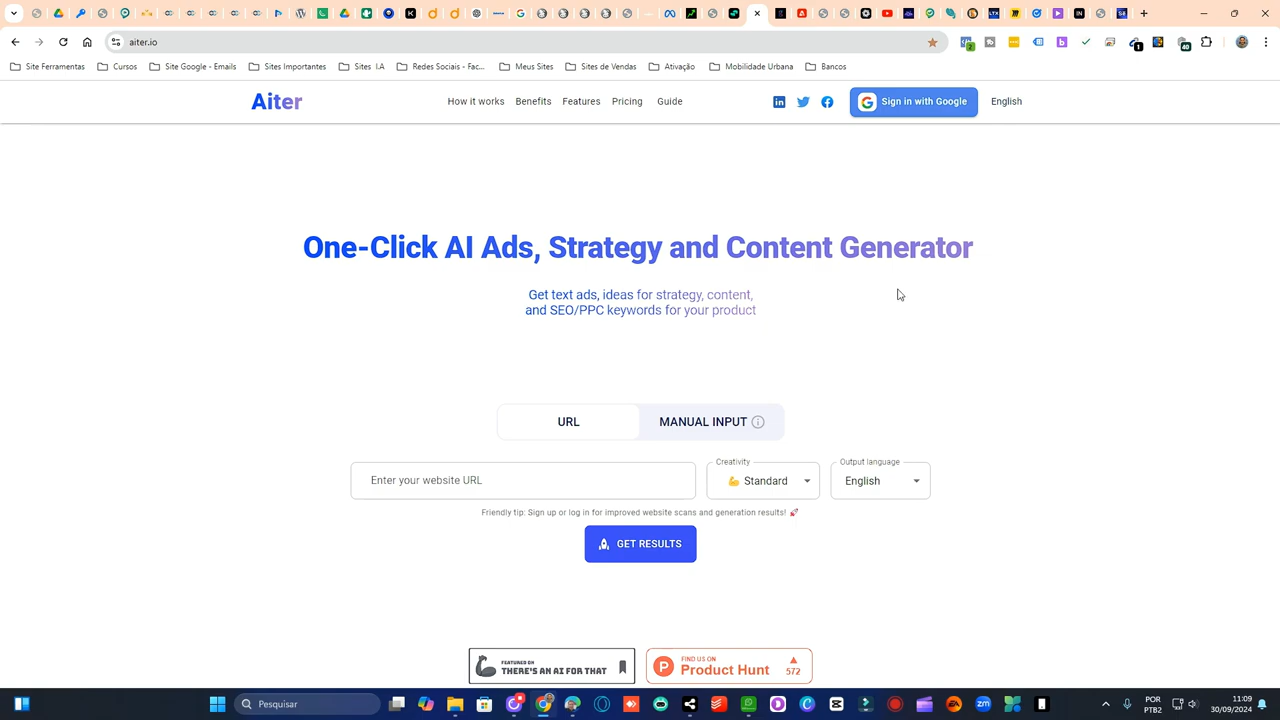 aiter.io
2
1
40
Site Ferramentas
Cursos
Site Google - Emails
Sites Importantes
Sites I.A
Redes Sociais - Fac...
Meus Sites
Sites de Vendas
Ativação
Mobilidade Urbana
Bancos
Aiter
How it works
Benefits
Features
Pricing
Guide
Sign in with Google
English
One-Click AI Ads, Strategy and Content Generator
Get text ads, ideas for strategy, content,
and SEO/PPC keywords for your product
URL
MANUAL INPUT
Creativity
Output language
Enter your website URL
Standard
English
Friendly tip: Sign up or log in for improved website scans and generation results!
GET RESULTS
FEATURED ON
THERE'S AN AI FOR THAT
FIND US ON
Product Hunt
572
Pesquisar
POR
PTB2
11:09
30/09/2024